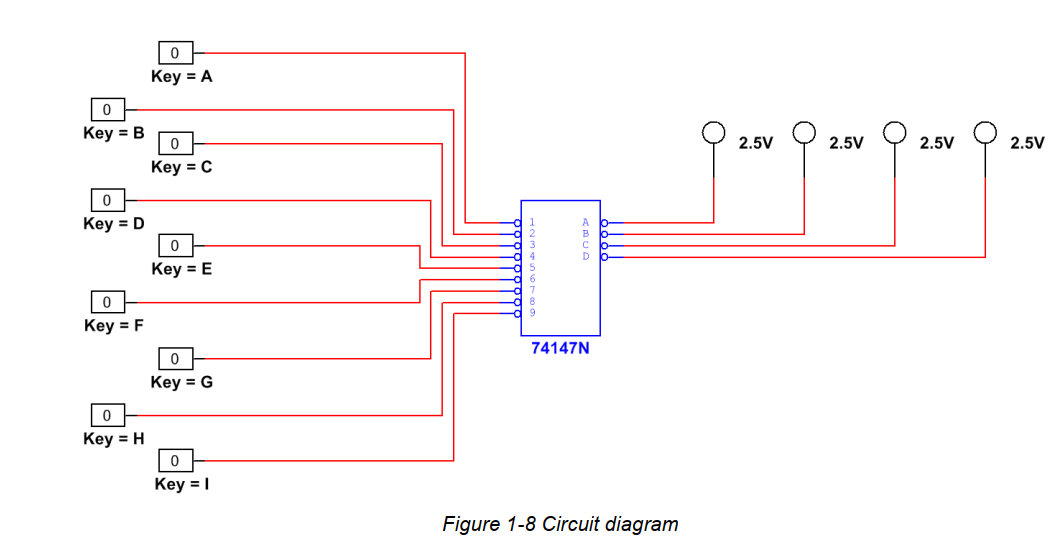 0
Key = A
0
Key = B
0
Key = C
0
Key = D
0
Key = E
0
Key = F
0
Key = G
0
Key = H
0
Key = I
1 A
2 B
3 C
4 D
5
6
7
8
9
74147N
2.5V 2.5V 2.5V 2.5V
Figure 1-8 Circuit diagram